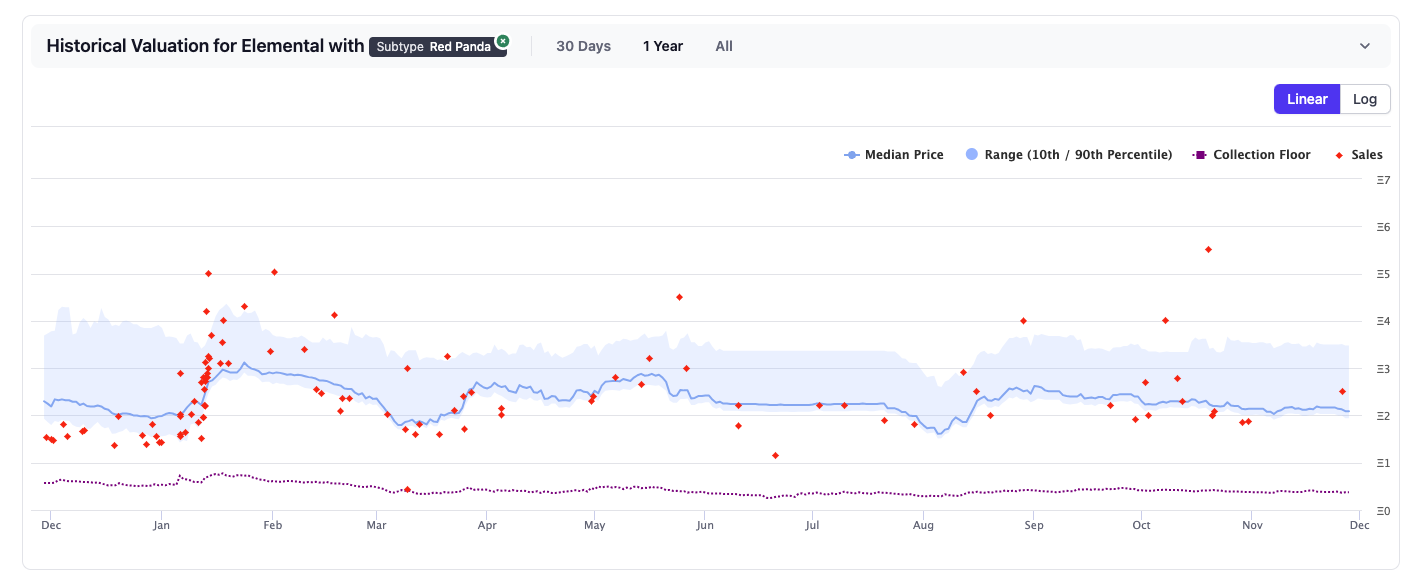 Historical Valuation for Elemental with Subtype Red Panda 30 Days 1 Year All
Linear Log
Median Price Range (10th / 90th Percentile) Collection Floor Sales
Ξ7
Ξ6
Ξ5
Ξ4
Ξ3
Ξ2
Ξ1
Ξ0
Dec Jan Feb Mar Apr May Jun Jul Aug Sep Oct Nov Dec